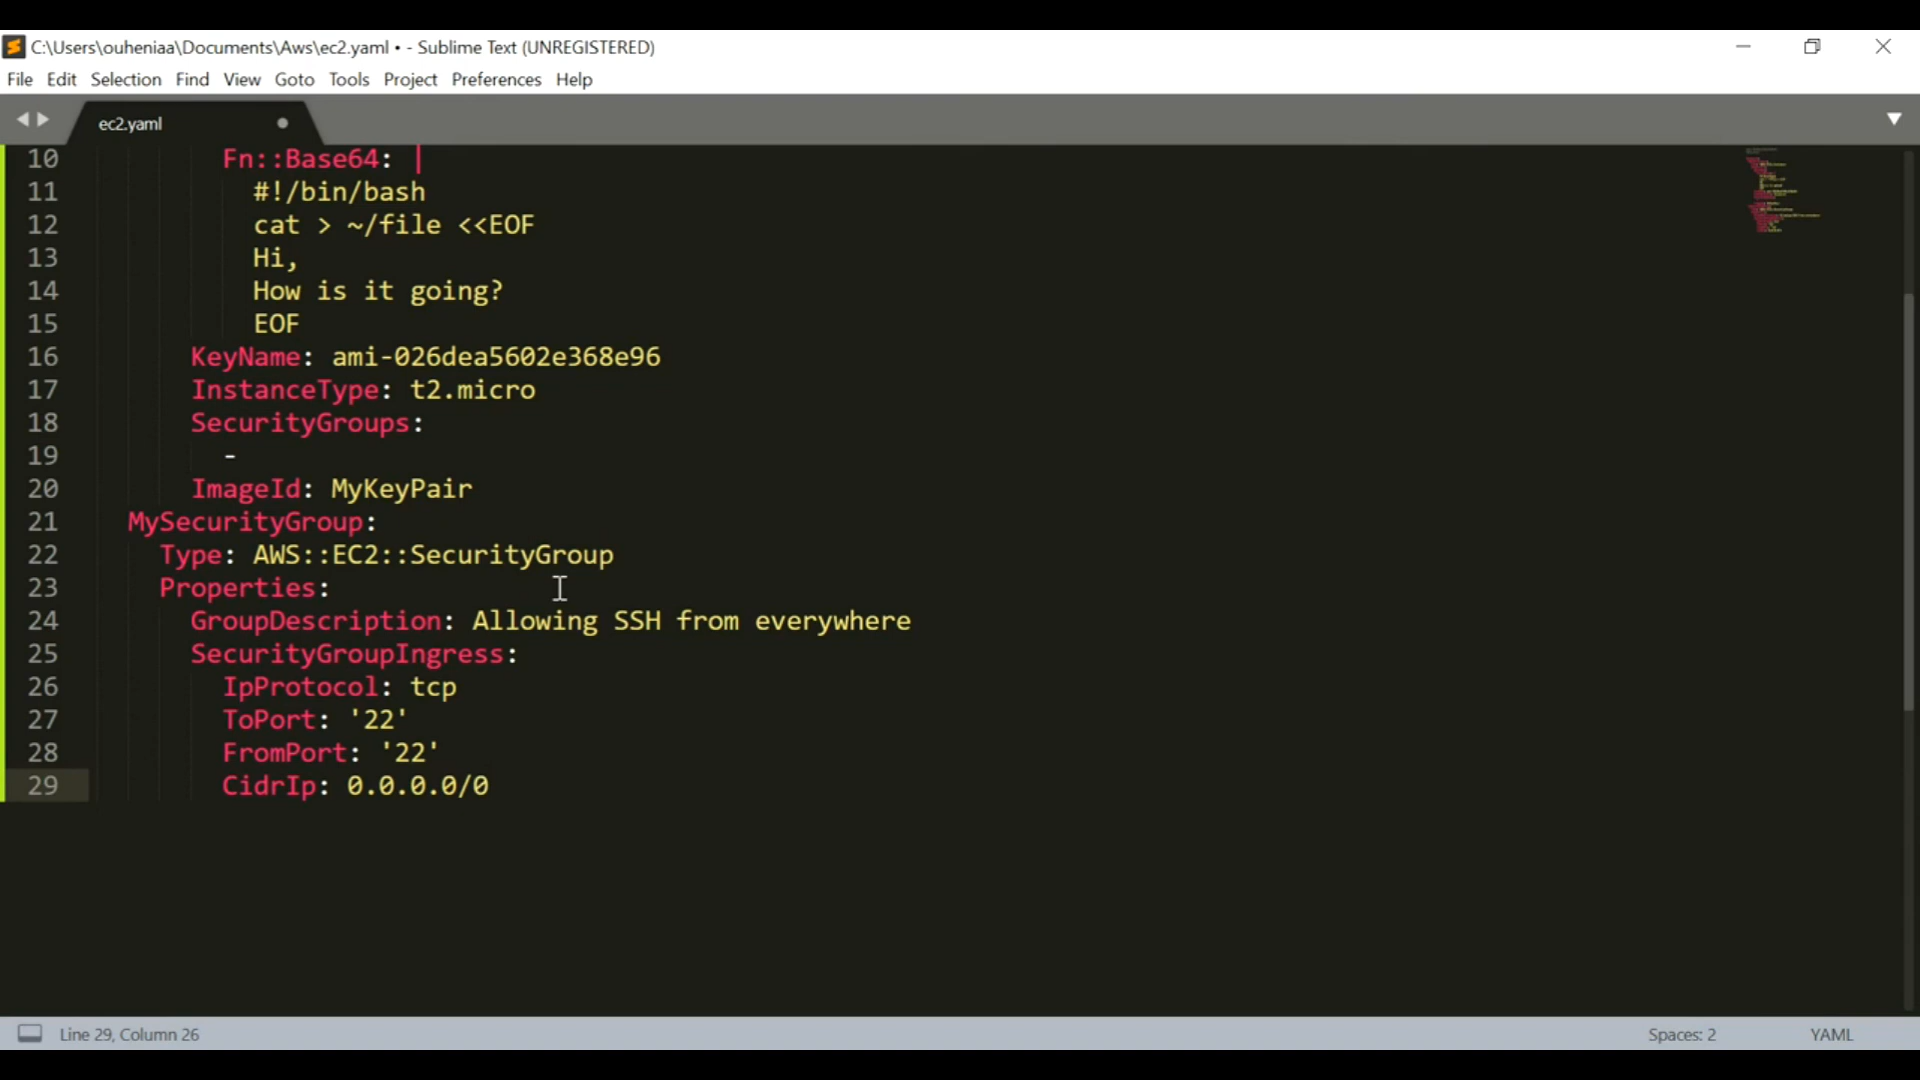 C:\Users\ouheniaa\Documents\Aws\ec2.yaml • - Sublime Text (UNREGISTERED)
File Edit Selection Find View Goto Tools Project Preferences Help
ec2.yaml
10 Fn::Base64: |
11 #!/bin/bash
12 cat > ~/file <<EOF
13 Hi,
14 How is it going?
15 EOF
16 KeyName: ami-026dea5602e368e96
17 InstanceType: t2.micro
18 SecurityGroups:
19 -
20 ImageId: MyKeyPair
21 MySecurityGroup:
22 Type: AWS::EC2::SecurityGroup
23 Properties:
24 GroupDescription: Allowing SSH from everywhere
25 SecurityGroupIngress:
26 IpProtocol: tcp
27 ToPort: '22'
28 FromPort: '22'
29 CidrIp: 0.0.0.0/0
Line 29, Column 26 Spaces: 2 YAML